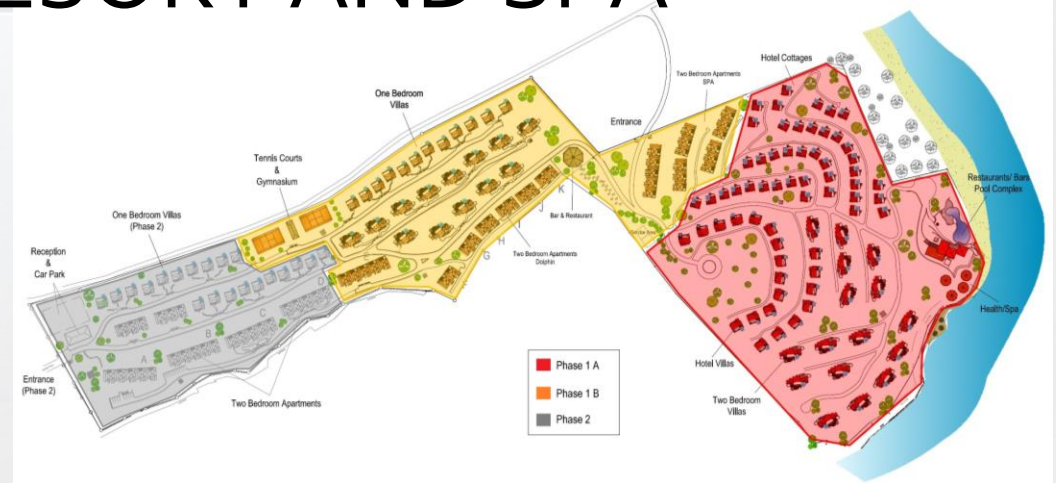 ESORT AND SPA
Hotel Cottages
Two Bedroom Apartments
SPA
One Bedroom
Villas
Entrance
Tennis Courts
&
Gymnasium
Restaurants/ Bars
Pool Complex
One Bedroom Villas
(Phase 2)
K
J
Bar & Restaurant
I
H
Two Bedroom Apartments
Dolphin
G
Reception
&
Car Park
D
C
B
A
Health/Spa
Hotel Villas
Entrance
(Phase 2)
Two Bedroom Apartments
Two Bedroom
Villas
Phase 1 A
Phase 1 B
Phase 2